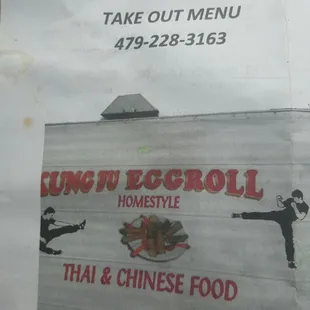 TAKE OUT MENU
479-228-3163
KUNG FU EGGROLL
HOMESTYLE
THAI & CHINESE FOOD